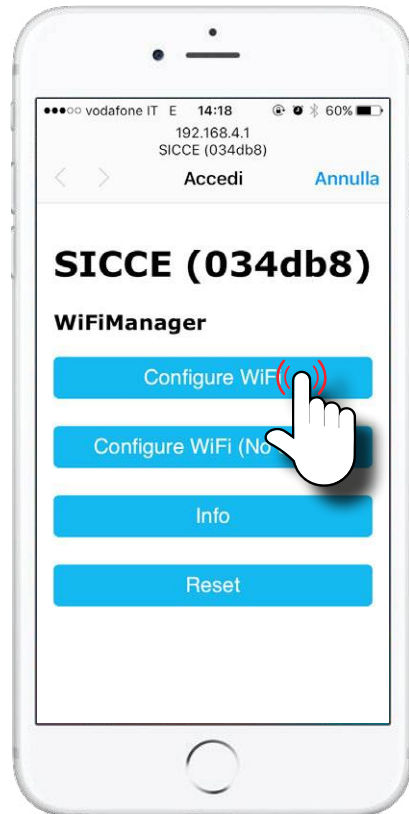 vodafone IT E 14:18 60%
192.168.4.1
SICCE (034db8)
Accedi Annulla
SICCE (034db8)
WiFiManager
Configure WiFi
Configure WiFi (No
Info
Reset